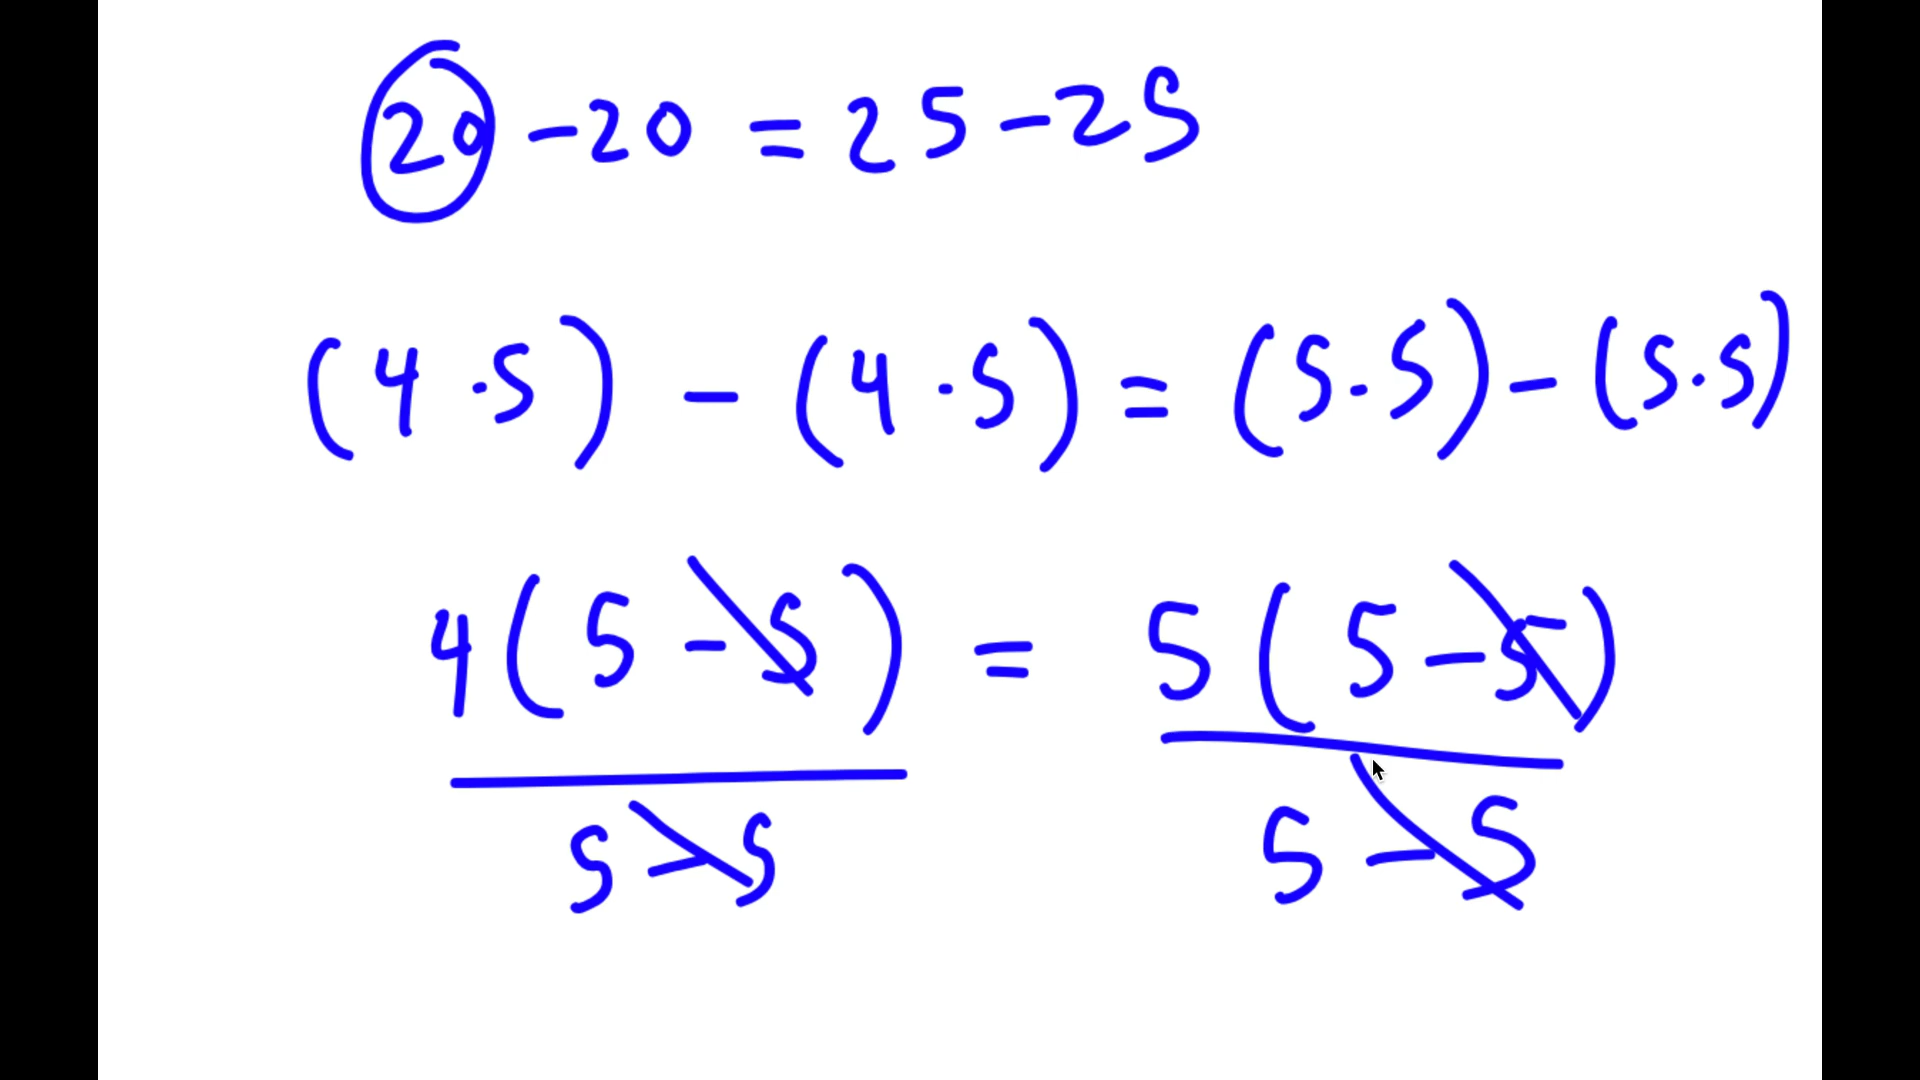 20 - 20 = 25 - 25
(4 · 5) - (4 · 5) = (5 · 5) - (5 · 5)
4(5 - 5) = 5(5 - 5)
5 - 5 5 - 5